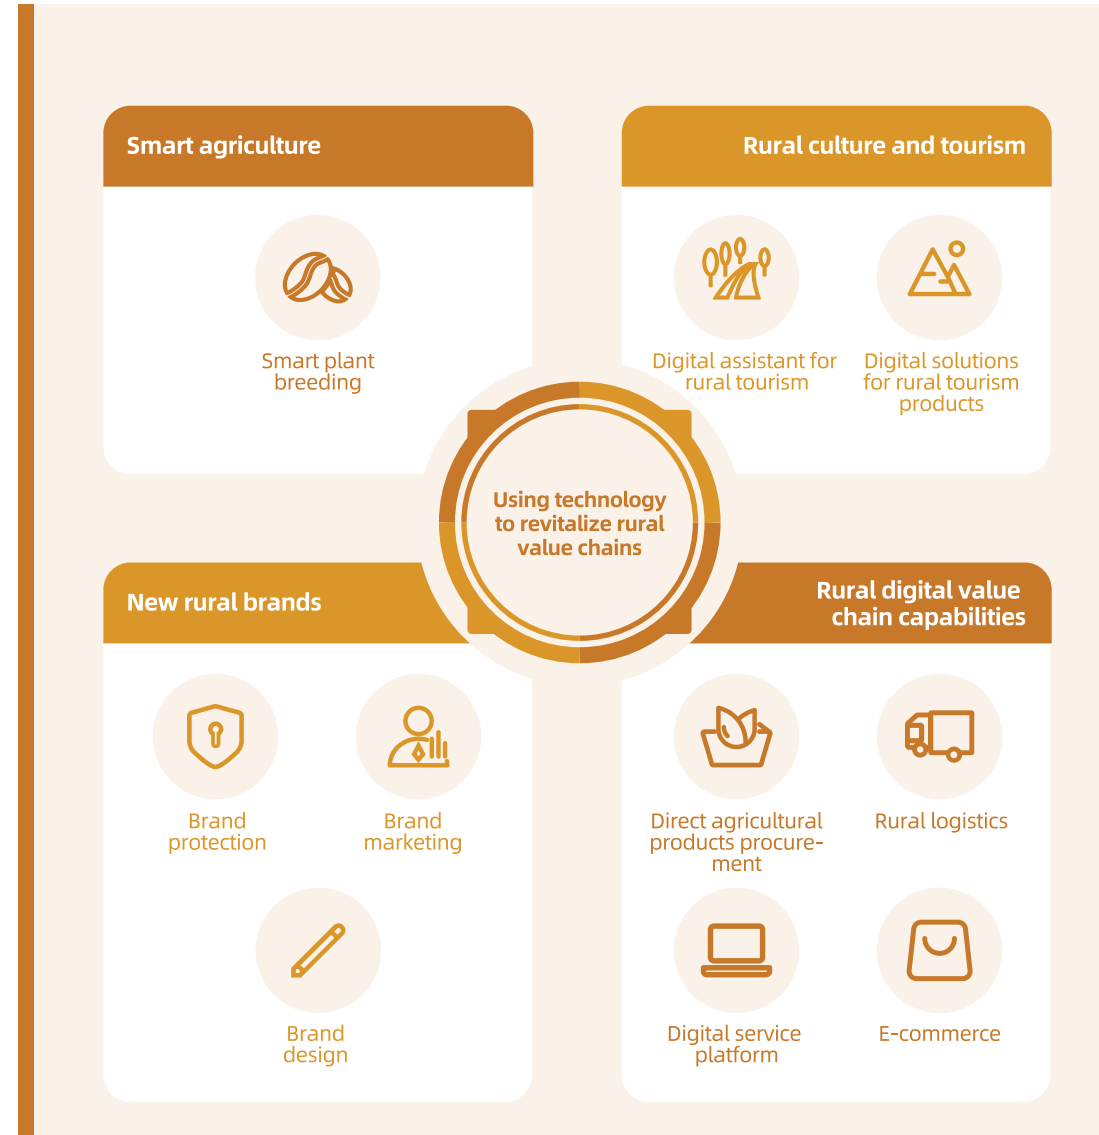 Smart agriculture
Smart plant
breeding
Rural culture and tourism
Digital assistant for
rural tourism
Digital solutions
for rural tourism
products
Using technology
to revitalize rural
value chains
New rural brands
Brand
protection
Brand
marketing
Brand
design
Rural digital value
chain capabilities
Direct agricultural
products procure-
ment
Rural logistics
Digital service
platform
E-commerce